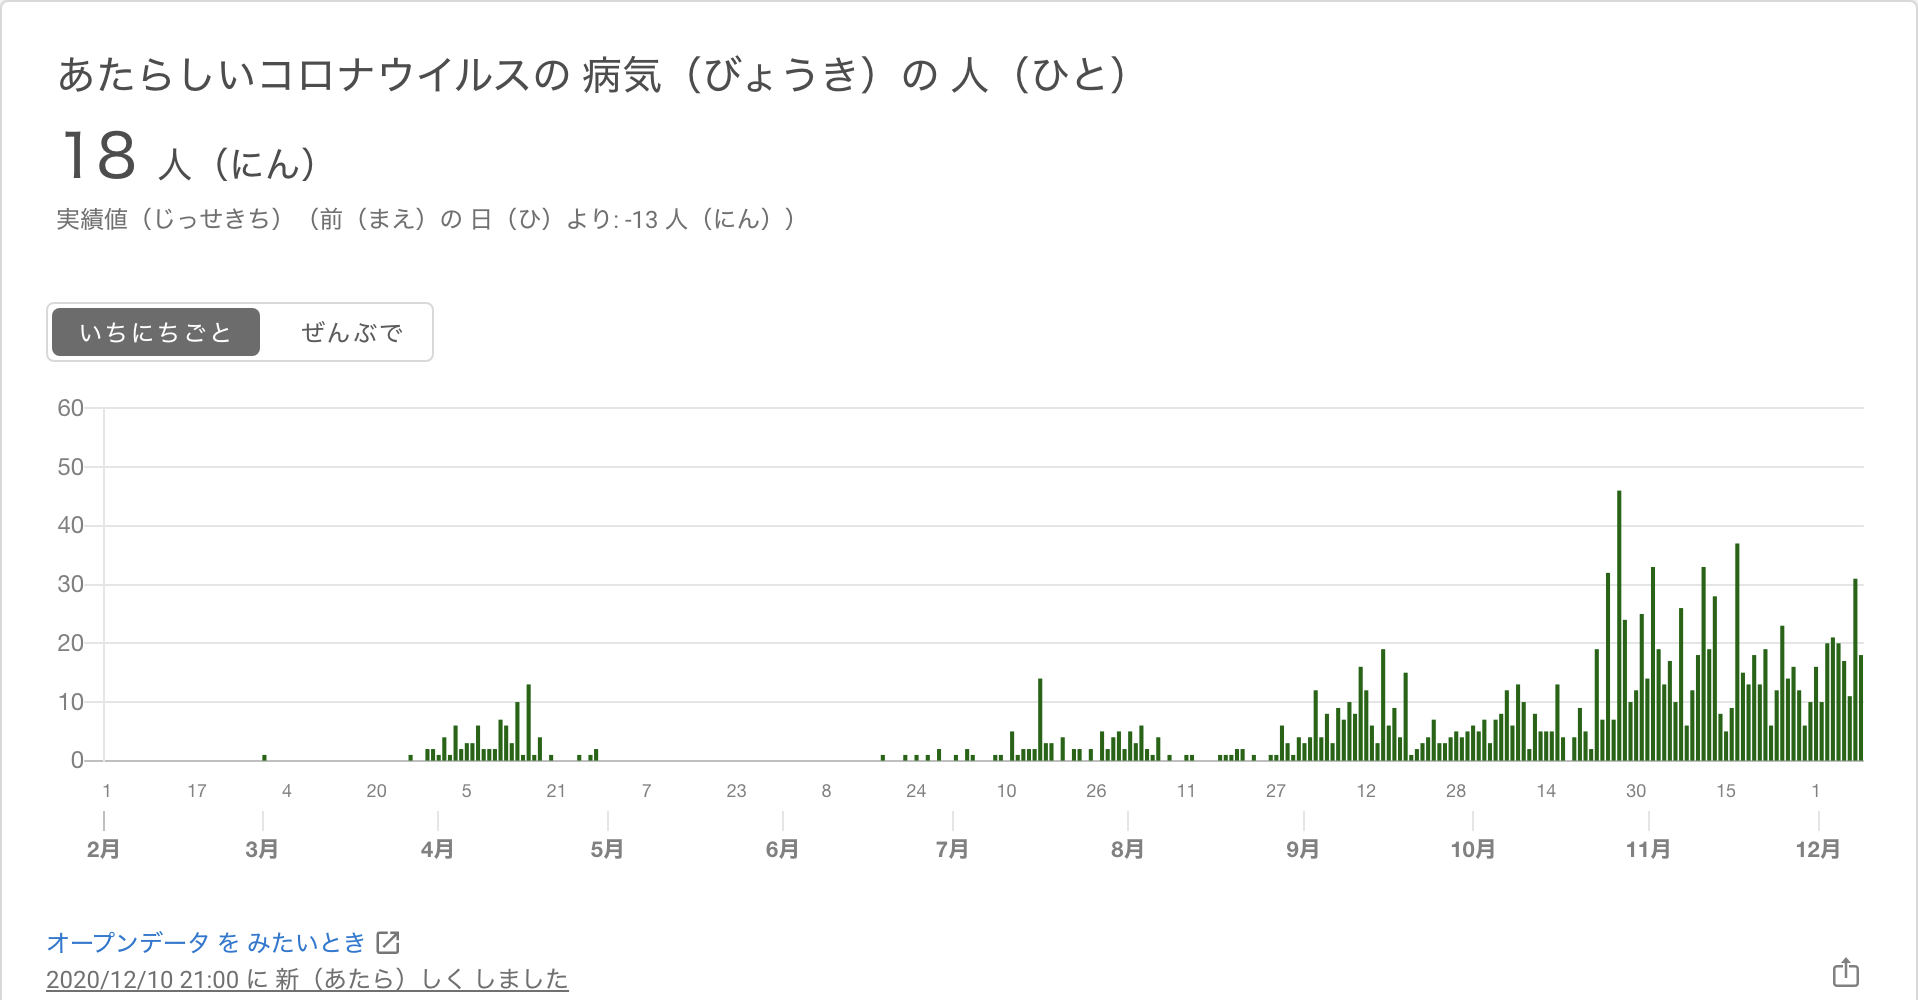 あたらしいコロナウイルスの 病気（びょうき）の 人（ひと）
18 人（にん）
実績値（じっせきち）（前（まえ）の 日（ひ）より: -13 人（にん））
いちにちごと ぜんぶで
60
50
40
30
20
10
0
1 17 4 20 5 21 7 23 8 24 10 26 11 27 12 28 14 30 15 1
2月 3月 4月 5月 6月 7月 8月 9月 10月 11月 12月
オープンデータ を みたいとき
2020/12/10 21:00 に 新（あたら）しく しました